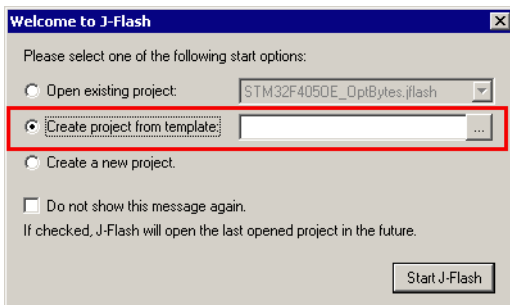 Welcome to J-Flash
Please select one of the following start options:
Open existing project: STM32F405OE_OptBytes.jflash
Create project from template: ...
Create a new project.
Do not show this message again.
If checked, J-Flash will open the last opened project in the future.
Start J-Flash